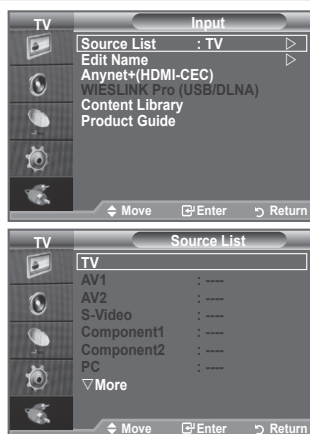 TV Input
Source List : TV ▷
Edit Name ▷
Anynet+(HDMI-CEC)
WIESLINK Pro (USB/DLNA)
Content Library
Product Guide
Move Enter Return
TV Source List
TV
AV1 : ----
AV2 : ----
S-Video : ----
Component1 : ----
Component2 : ----
PC : ----
▽More
Move Enter Return